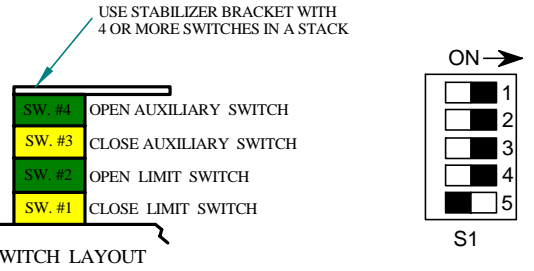 USE STABILIZER BRACKET WITH
4 OR MORE SWITCHES IN A STACK
SW. #4 OPEN AUXILIARY SWITCH
SW. #3 CLOSE AUXILIARY SWITCH
SW. #2 OPEN LIMIT SWITCH
SW. #1 CLOSE LIMIT SWITCH
WITCH LAYOUT
ON
1
2
3
4
5
S1